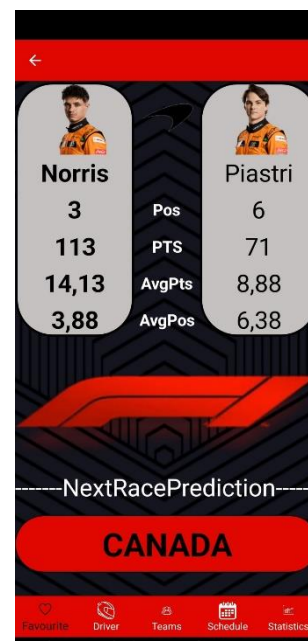 Norris Piastri
3 Pos 6
113 PTS 71
14,13 AvgPts 8,88
3,88 AvgPos 6,38
------NextRacePrediction-----
CANADA
Favourite Driver Teams Schedule Statistics